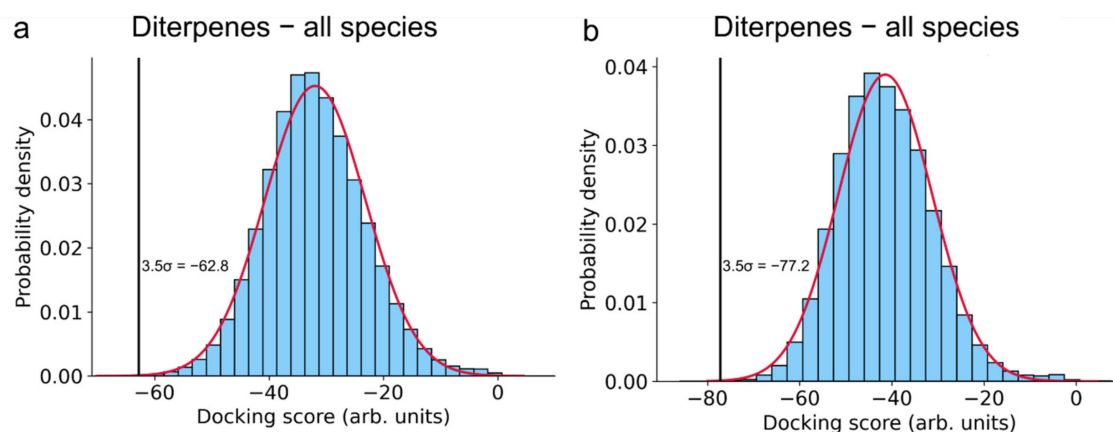 a
Diterpenes − all species
Probability density
0.04
0.03
0.02
0.01
0.00
3.5σ = −62.8
−60
−40
−20
0
Docking score (arb. units)
b
Diterpenes − all species
Probability density
0.04
0.03
0.02
0.01
0.00
3.5σ = −77.2
−80
−60
−40
−20
0
Docking score (arb. units)